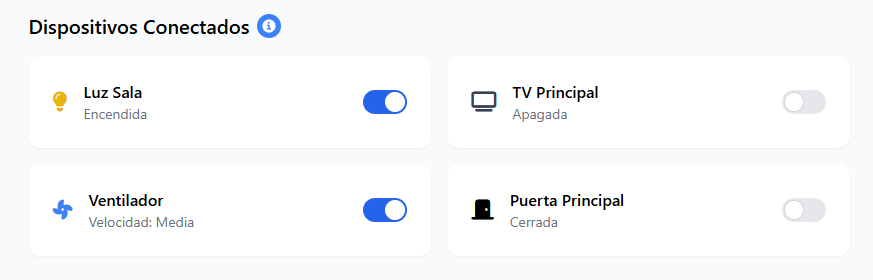 Dispositivos Conectados
Luz Sala
Encendida
TV Principal
Apagada
Ventilador
Velocidad: Media
Puerta Principal
Cerrada